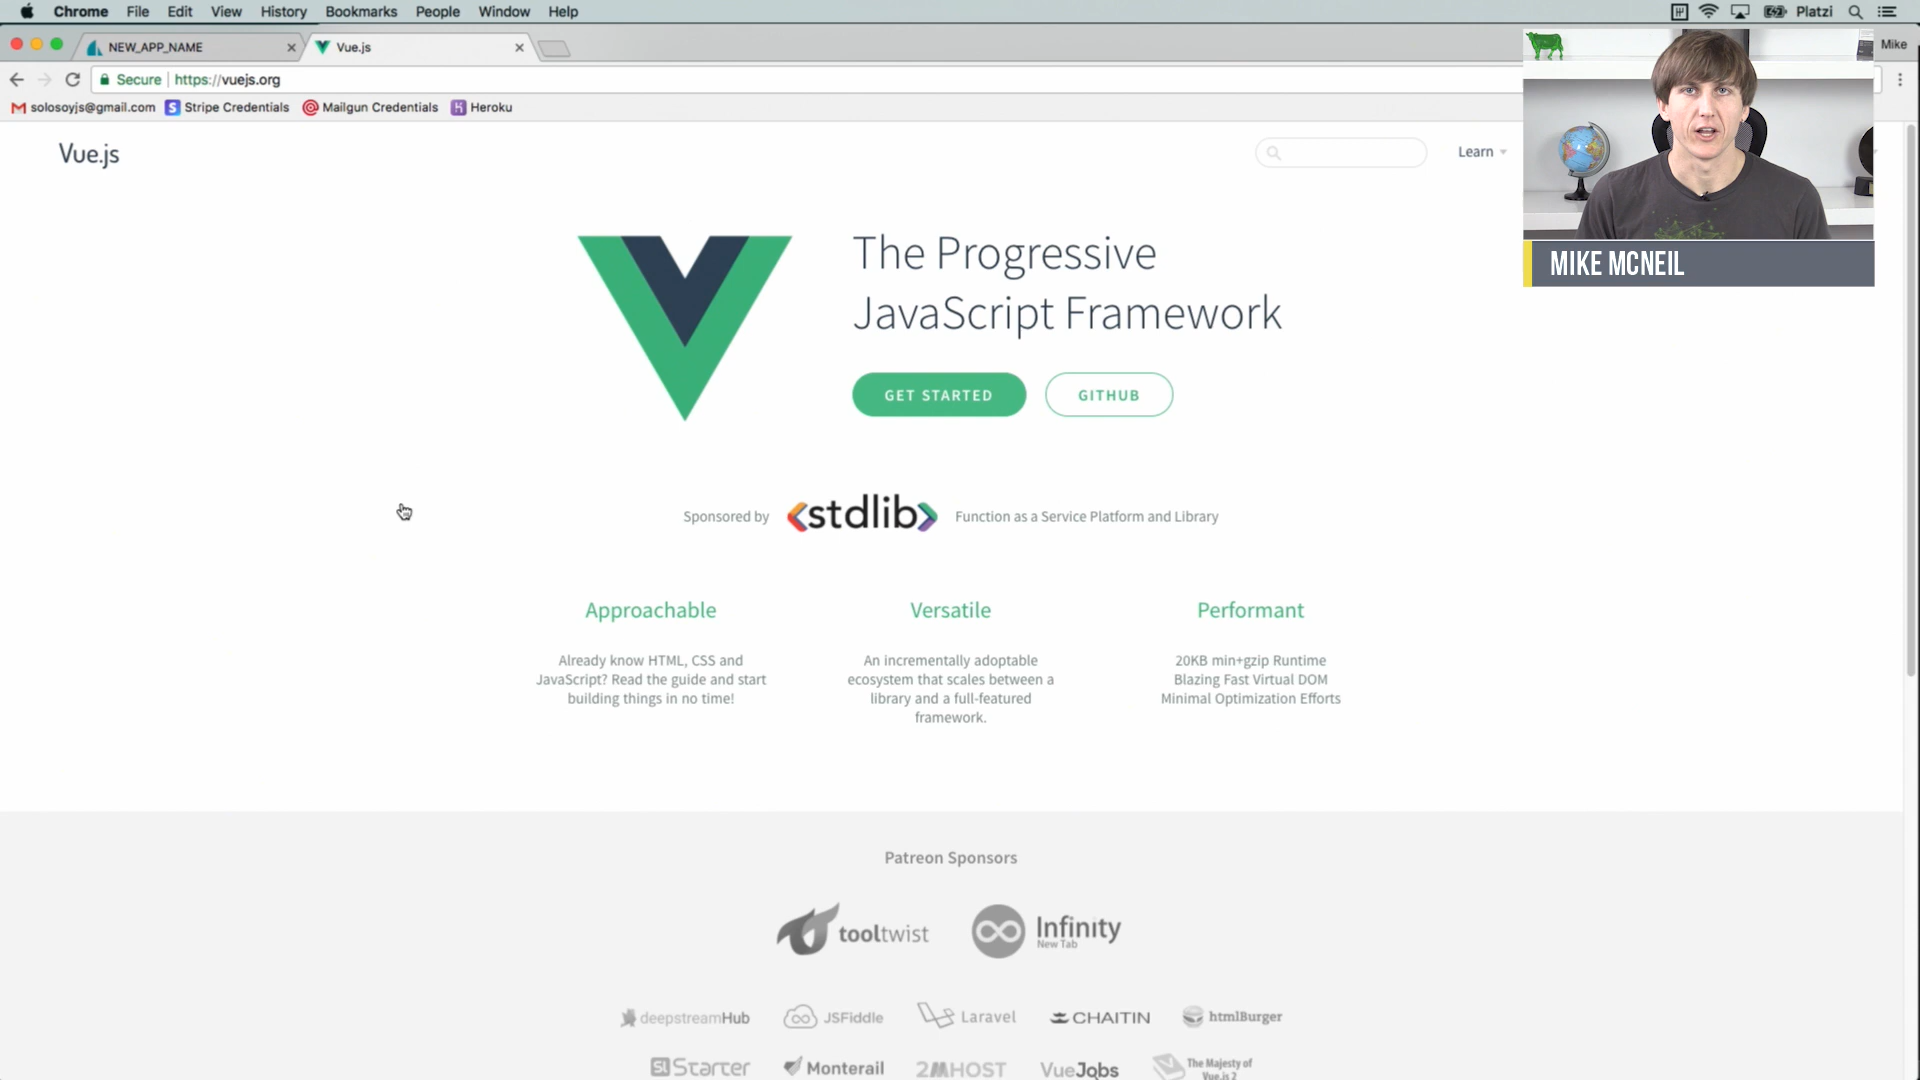 Chrome File Edit View History Bookmarks People Window Help
Platzi
NEW_APP_NAME
Vue.js
Mike
Secure | https://vuejs.org
solosoyjs@gmail.com
Stripe Credentials
Mailgun Credentials
Heroku
Vue.js
Learn
MIKE MCNEIL
The Progressive
JavaScript Framework
GET STARTED
GITHUB
Sponsored by
<stdlib>
Function as a Service Platform and Library
Approachable
Already know HTML, CSS and
JavaScript? Read the guide and start
building things in no time!
Versatile
An incrementally adoptable
ecosystem that scales between a
library and a full-featured
framework.
Performant
20KB min+gzip Runtime
Blazing Fast Virtual DOM
Minimal Optimization Efforts
Patreon Sponsors
tooltwist
Infinity
New Tab
deepstreamHub
JSFiddle
Laravel
CHAITIN
htmlBurger
Sl Starter
Monterail
2MHOST
VueJobs
The Majesty of
Vue.js 2